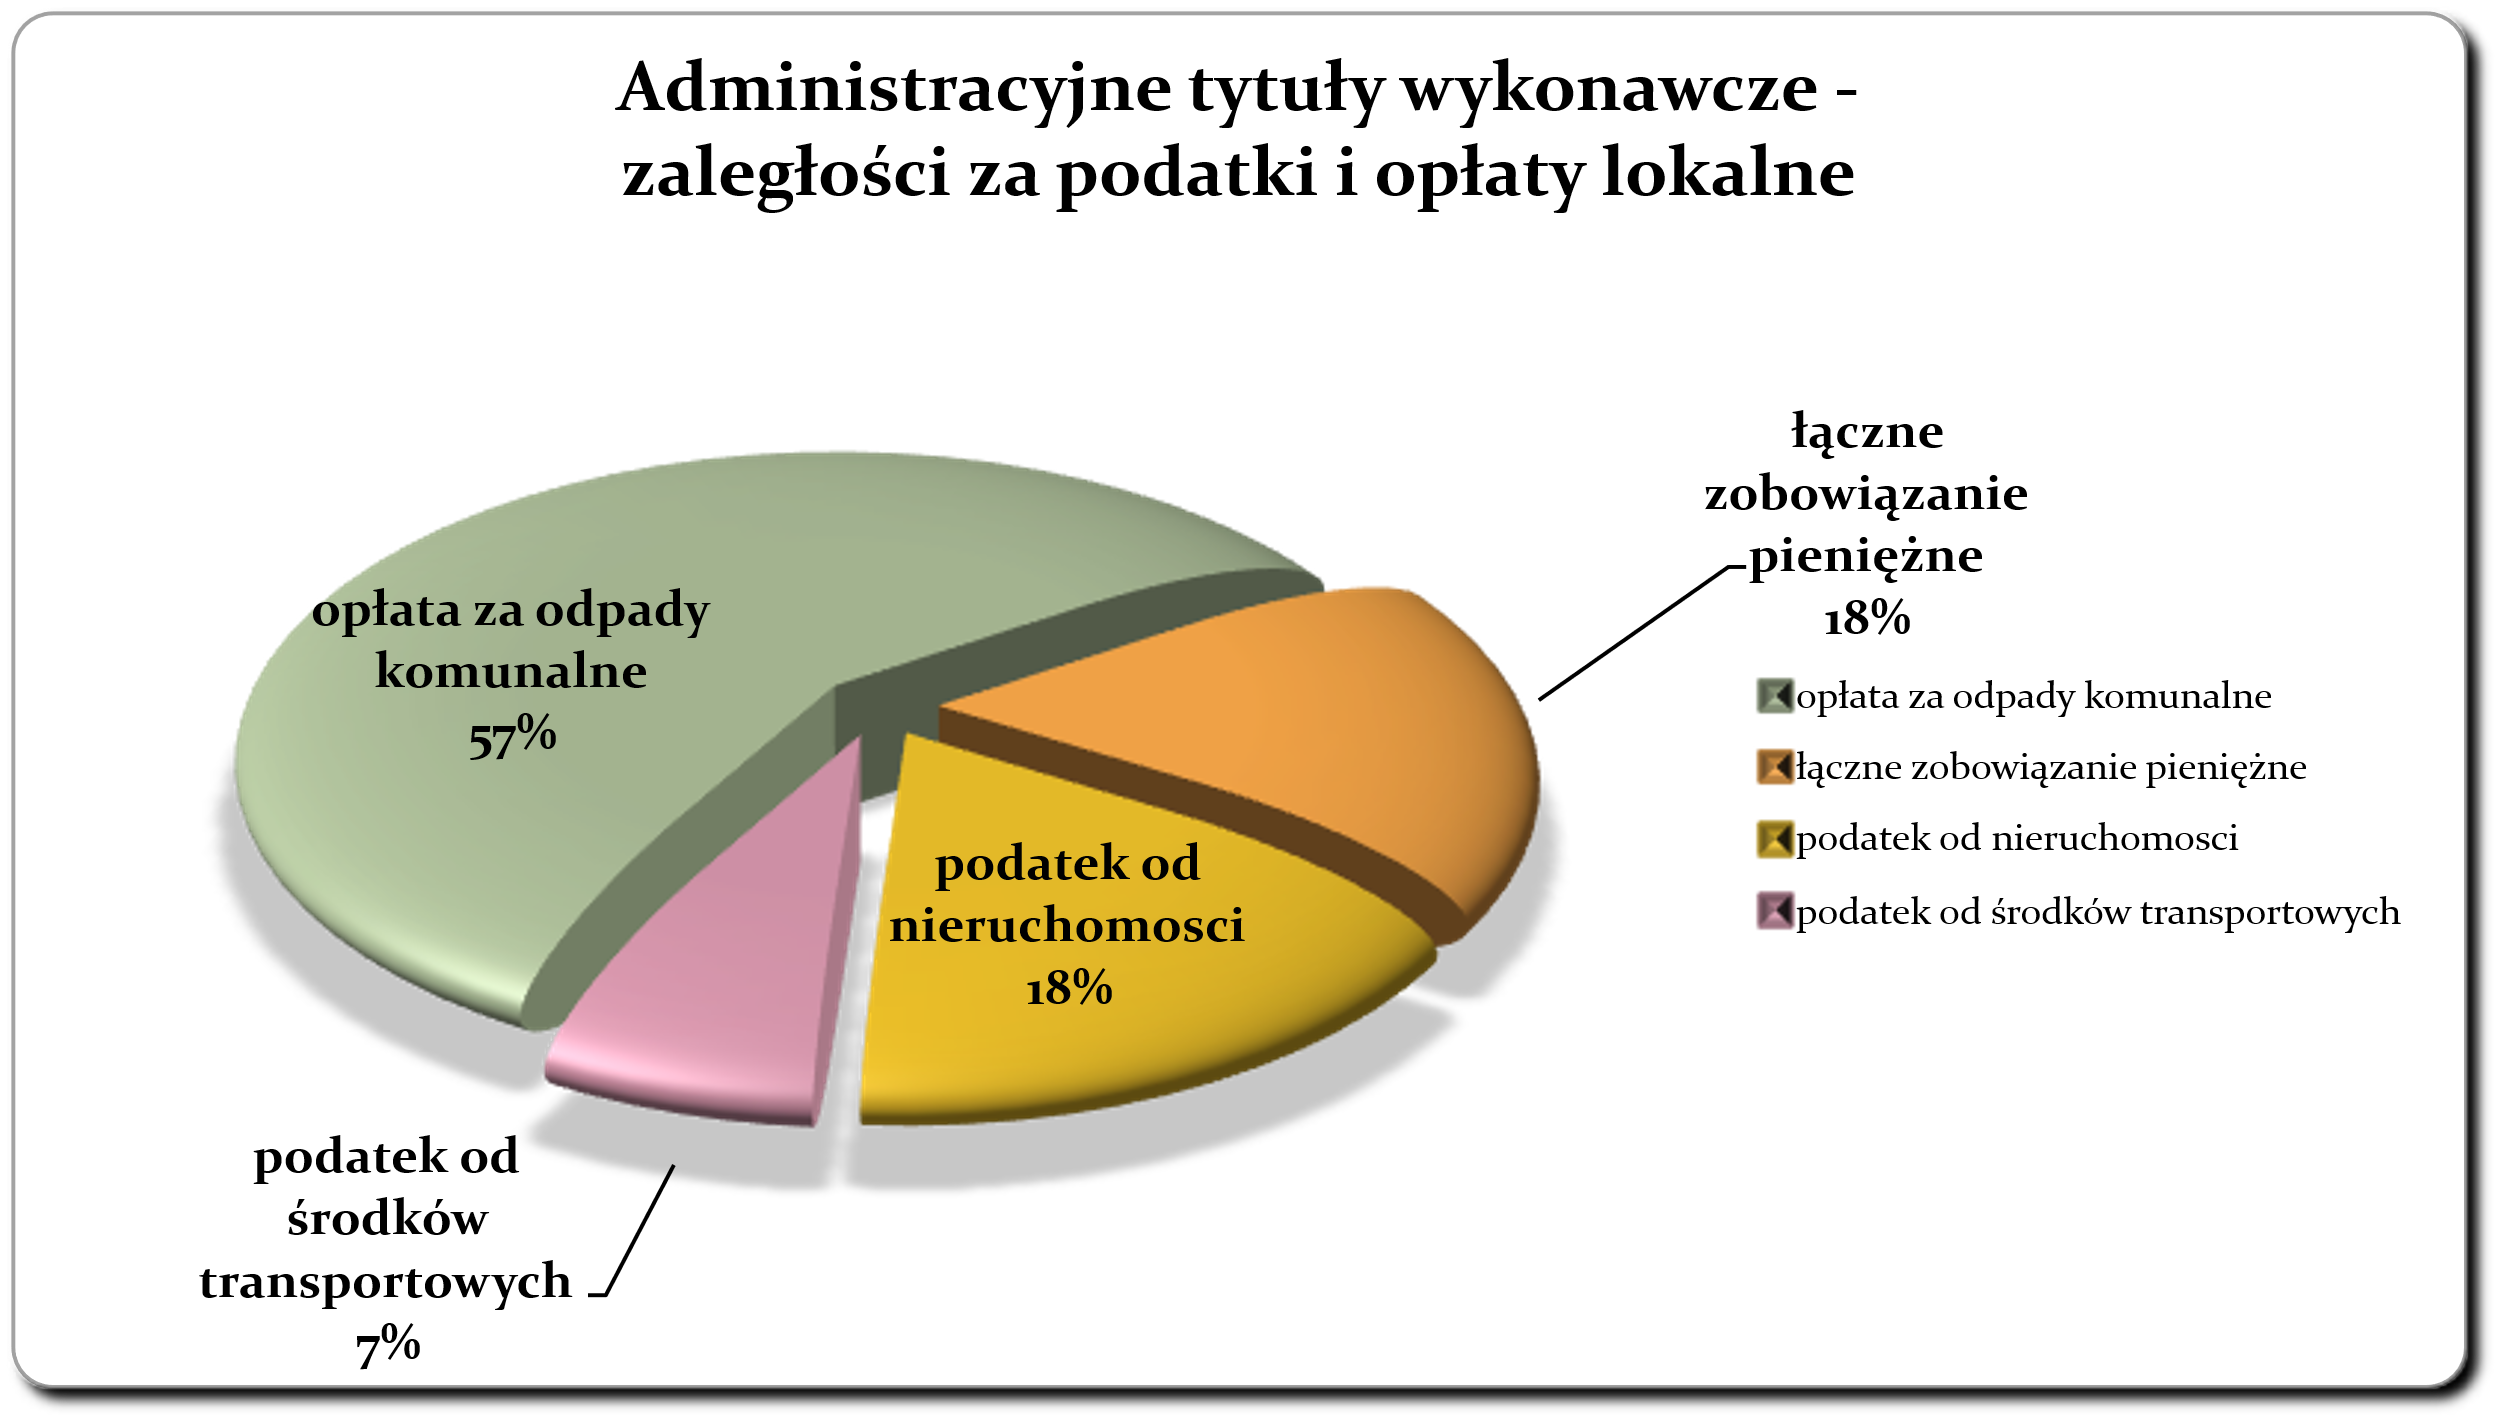 Administracyjne tytuły wykonawcze -
zaległości za podatki i opłaty lokalne
łączne
zobowiązanie
pieniężne
18%
opłata za odpady
komunalne
57%
podatek od
nieruchomosci
18%
podatek od
środków
transportowych
7%
opłata za odpady komunalne
łączne zobowiązanie pieniężne
podatek od nieruchomosci
podatek od środków transportowych